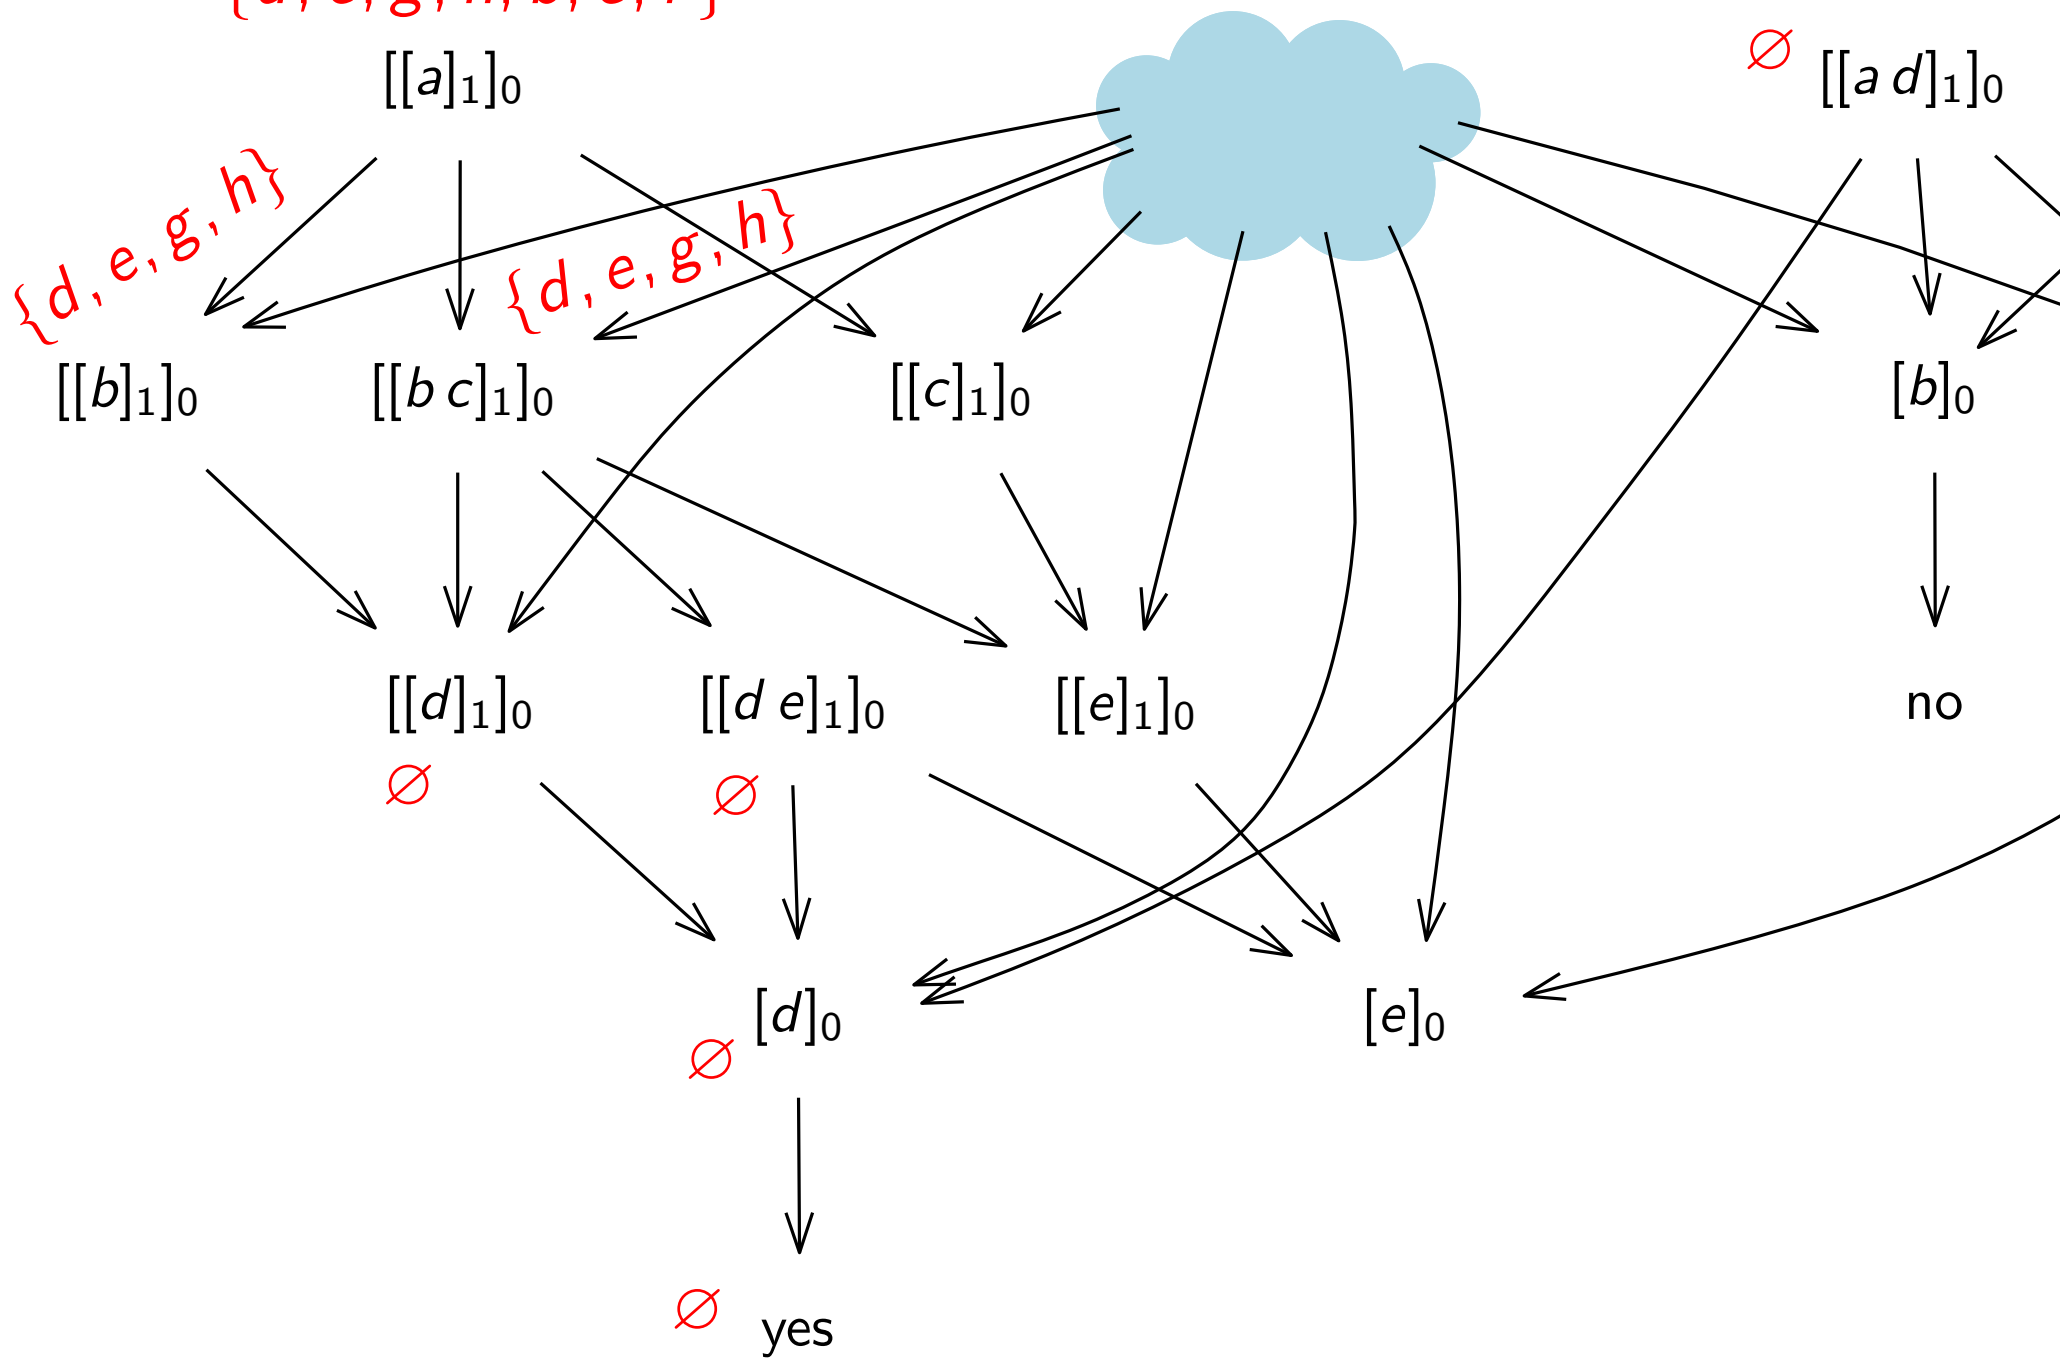 [[a]₁]₀
∅ [[a d]₁]₀
{d, e, g, h}
{d, e, g, h}
[[b]₁]₀
[[b c]₁]₀
[[c]₁]₀
[b]₀
[[d]₁]₀
[[d e]₁]₀
[[e]₁]₀
no
∅
∅
[d]₀
[e]₀
∅
∅ yes